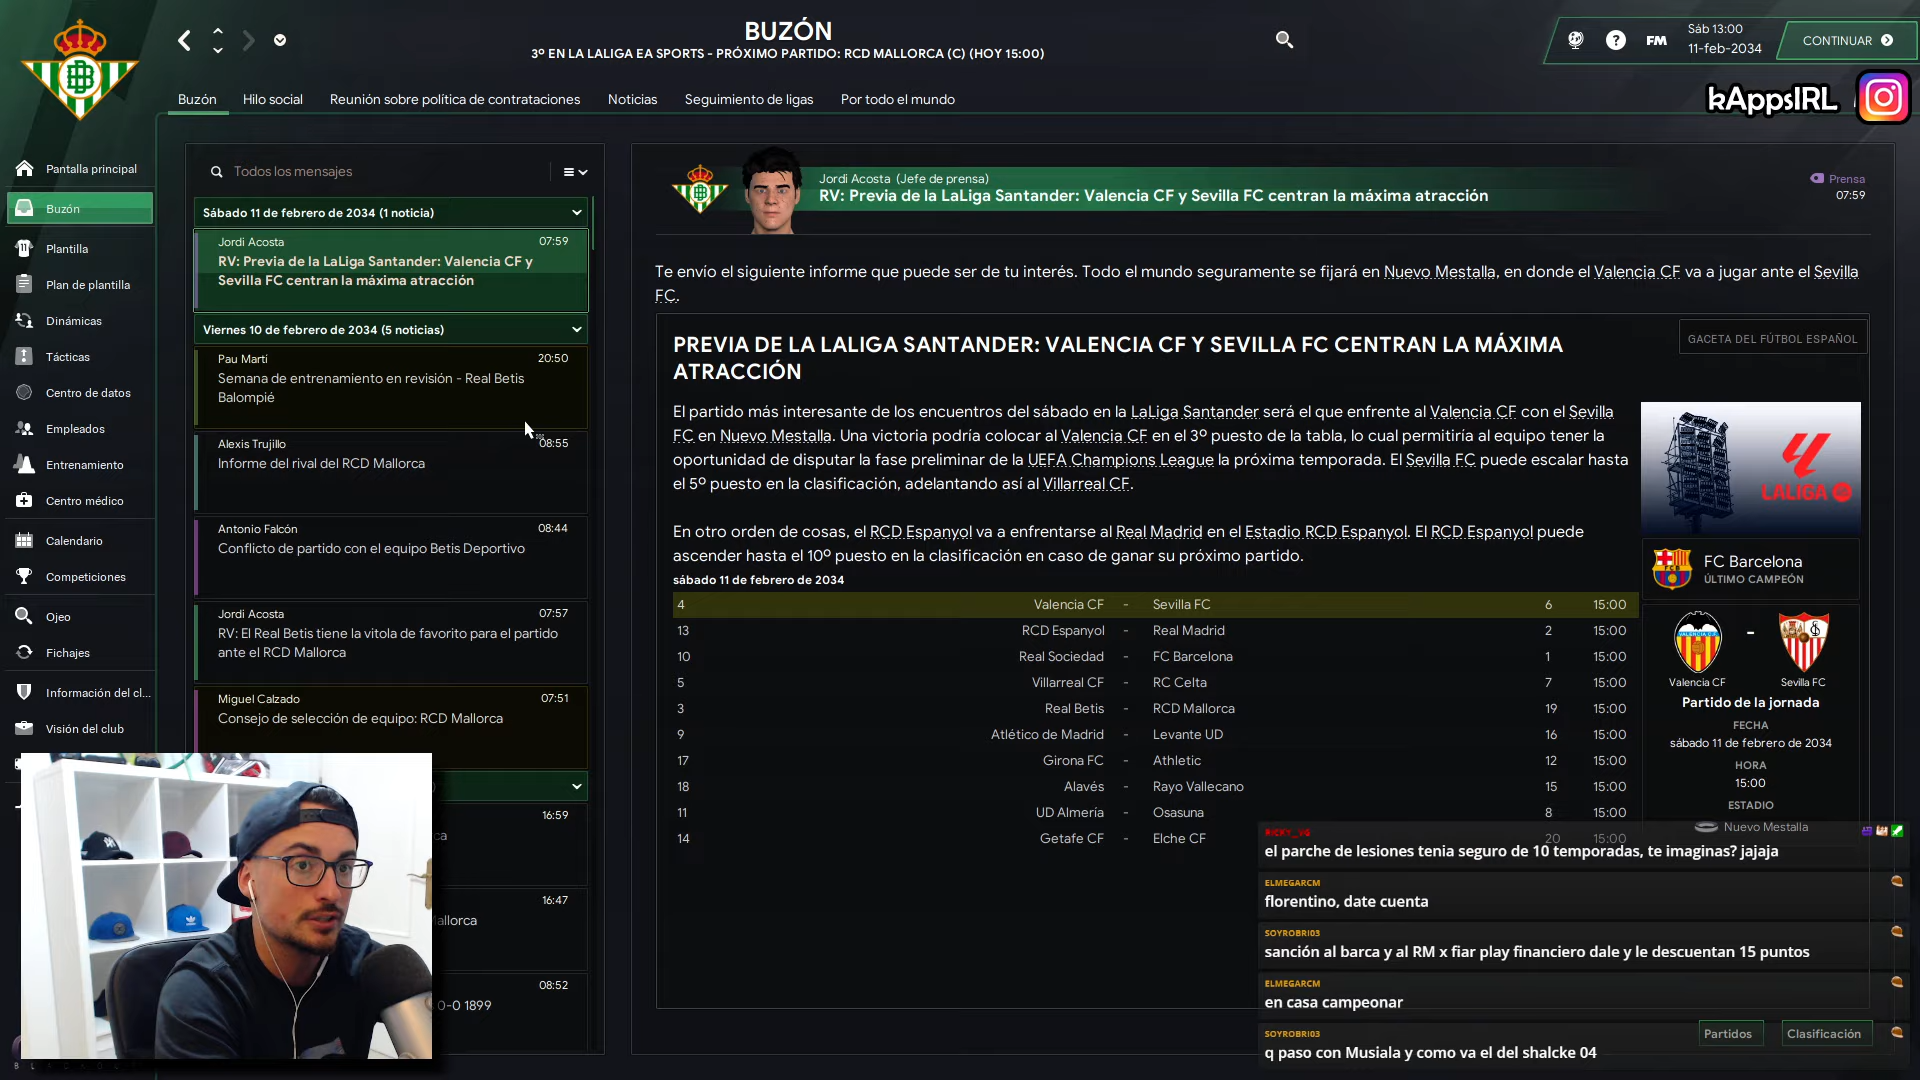 BUZÓN
3º EN LA LALIGA EA SPORTS - PRÓXIMO PARTIDO: RCD MALLORCA (C) (HOY 15:00)
FM
Sáb 13:00
11-feb-2034
CONTINUAR
kAppsIRL
Buzón
Hilo social
Reunión sobre política de contrataciones
Noticias
Seguimiento de ligas
Por todo el mundo
Pantalla principal
Buzón
Plantilla
Plan de plantilla
Dinámicas
Tácticas
Centro de datos
Empleados
Entrenamiento
Centro médico
Calendario
Competiciones
Ojeo
Fichajes
Información del cl...
Visión del club
Todos los mensajes
Sábado 11 de febrero de 2034 (1 noticia)
Jordi Acosta
07:59
RV: Previa de la LaLiga Santander: Valencia CF y
Sevilla FC centran la máxima atracción
Viernes 10 de febrero de 2034 (5 noticias)
Pau Martí
20:50
Semana de entrenamiento en revisión - Real Betis
Balompié
Alexis Trujillo
08:55
Informe del rival del RCD Mallorca
Antonio Falcón
08:44
Conflicto de partido con el equipo Betis Deportivo
Jordi Acosta
07:57
RV: El Real Betis tiene la vitola de favorito para el partido
ante el RCD Mallorca
Miguel Calzado
07:51
Consejo de selección de equipo: RCD Mallorca
16:59
16:47
08:52
0-0 1899
Jordi Acosta (Jefe de prensa)
RV: Previa de la LaLiga Santander: Valencia CF y Sevilla FC centran la máxima atracción
Prensa
07:59
Te envío el siguiente informe que puede ser de tu interés. Todo el mundo seguramente se fijará en Nuevo Mestalla, en donde el Valencia CF va a jugar ante el Sevilla
FC.
PREVIA DE LA LALIGA SANTANDER: VALENCIA CF Y SEVILLA FC CENTRAN LA MÁXIMA
ATRACCIÓN
GACETA DEL FÚTBOL ESPAÑOL
El partido más interesante de los encuentros del sábado en la LaLiga Santander será el que enfrente al Valencia CF con el Sevilla
FC en Nuevo Mestalla. Una victoria podría colocar al Valencia CF en el 3º puesto de la tabla, lo cual permitiría al equipo tener la
oportunidad de disputar la fase preliminar de la UEFA Champions League la próxima temporada. El Sevilla FC puede escalar hasta
el 5º puesto en la clasificación, adelantando así al Villarreal CF.
En otro orden de cosas, el RCD Espanyol va a enfrentarse al Real Madrid en el Estadio RCD Espanyol. El RCD Espanyol puede
ascender hasta el 10º puesto en la clasificación en caso de ganar su próximo partido.
sábado 11 de febrero de 2034
4 Valencia CF - Sevilla FC 6 15:00
13 RCD Espanyol - Real Madrid 2 15:00
10 Real Sociedad - FC Barcelona 1 15:00
5 Villarreal CF - RC Celta 7 15:00
3 Real Betis - RCD Mallorca 19 15:00
9 Atlético de Madrid - Levante UD 16 15:00
17 Girona FC - Athletic 12 15:00
18 Alavés - Rayo Vallecano 15 15:00
11 UD Almería - Osasuna 8 15:00
14 Getafe CF - Elche CF 20 15:00
LALIGA
FC Barcelona
ÚLTIMO CAMPEÓN
Valencia CF - Sevilla FC
Partido de la jornada
FECHA
sábado 11 de febrero de 2034
HORA
15:00
ESTADIO
Nuevo Mestalla
RICKY_VG
el parche de lesiones tenia seguro de 10 temporadas, te imaginas? jajaja
ELMEGARCM
florentino, date cuenta
SOYROBRI03
sanción al barca y al RM x fiar play financiero dale y le descuentan 15 puntos
ELMEGARCM
en casa campeonar
SOYROBRI03
q paso con Musiala y como va el del shalcke 04
Partidos
Clasificación